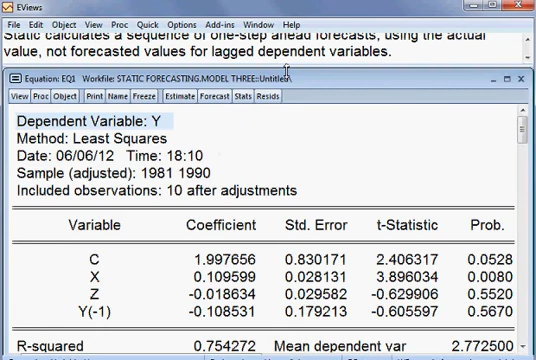 EViews
File Edit Object View Proc Quick Options Add-ins Window Help
Static calculates a sequence of one-step ahead forecasts, using the actual
value, not forecasted values for lagged dependent variables.
Equation: EQ1 Workfile: STATIC FORECASTING.MODEL THREE::Untitled\
View Proc Object Print Name Freeze Estimate Forecast Stats Resids
Dependent Variable: Y
Method: Least Squares
Date: 06/06/12 Time: 18:10
Sample (adjusted): 1981 1990
Included observations: 10 after adjustments
Variable Coefficient Std. Error t-Statistic Prob.
C 1.997656 0.830171 2.406317 0.0528
X 0.109599 0.028131 3.896034 0.0080
Z -0.018634 0.029582 -0.629906 0.5520
Y(-1) -0.108531 0.179213 -0.605597 0.5670
R-squared 0.754272 Mean dependent var 2.772500